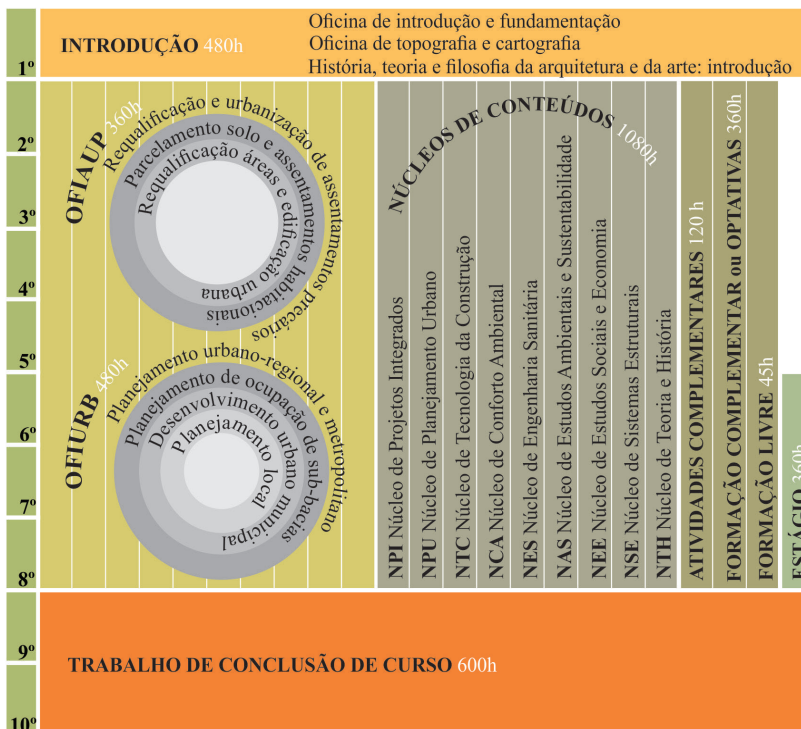 1º
INTRODUÇÃO 480h
Oficina de introdução e fundamentação
Oficina de topografia e cartografia
História, teoria e filosofia da arquitetura e da arte: introdução
2º
3º
4º
5º
6º
7º
8º
OFIAUP 360h
Requalificação e urbanização de assentamentos precários
Parcelamento solo e assentamentos habitacionais
Requalificação áreas e edificação urbana
OFIURB 480h
Planejamento urbano-regional e metropolitano
Planejamento de ocupação de sub-bacias
Desenvolvimento urbano municipal
Planejamento local
NÚCLEOS DE CONTEÚDOS 1080h
NPI Núcleo de Projetos Integrados
NPU Núcleo de Planejamento Urbano
NTC Núcleo de Tecnologia da Construção
NCA Núcleo de Conforto Ambiental
NES Núcleo de Engenharia Sanitária
NAS Núcleo de Estudos Ambientais e Sustentabilidade
NEE Núcleo de Estudos Sociais e Economia
NSE Núcleo de Sistemas Estruturais
NTH Núcleo de Teoria e História
ATIVIDADES COMPLEMENTARES 120 h
FORMAÇÃO COMPLEMENTAR ou OPTATIVAS 360h
FORMAÇÃO LIVRE 45h
ESTÁGIO 360h
9º
TRABALHO DE CONCLUSÃO DE CURSO 600h
10º